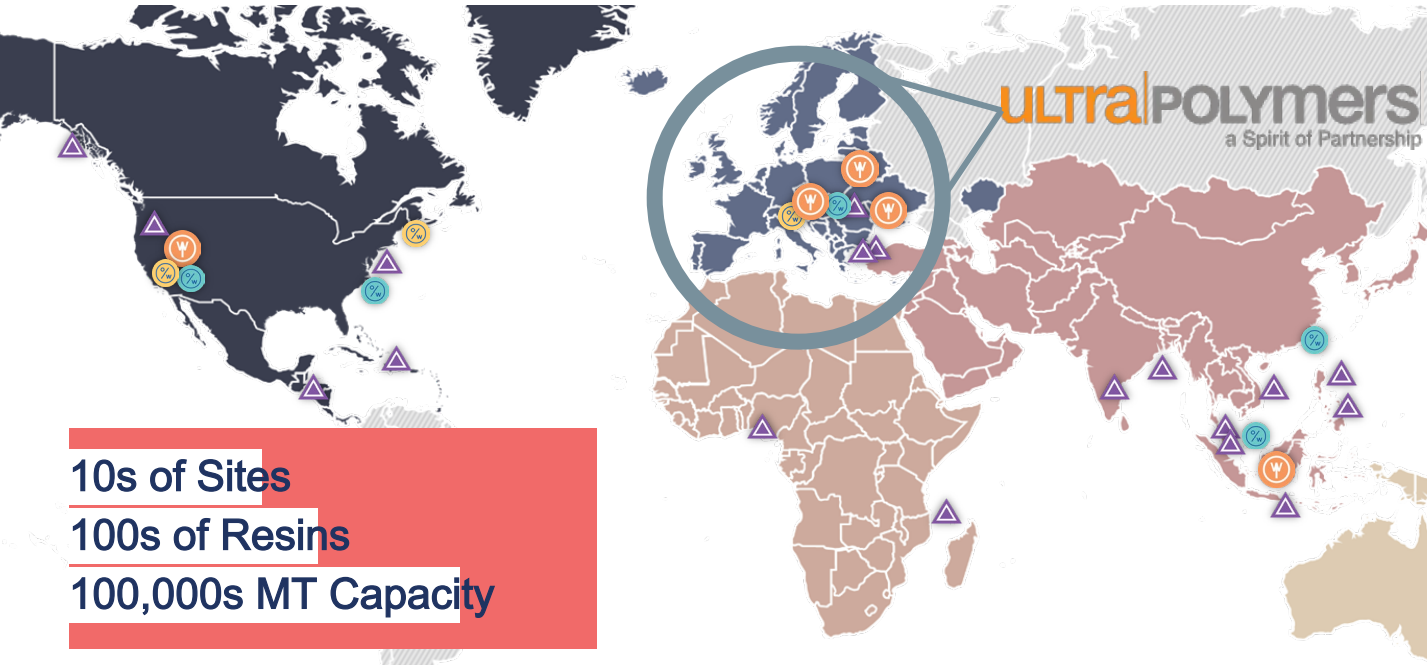 ULTRa|POLYmers
a Spirit of Partnership
10s of Sites
100s of Resins
100,000s MT Capacity